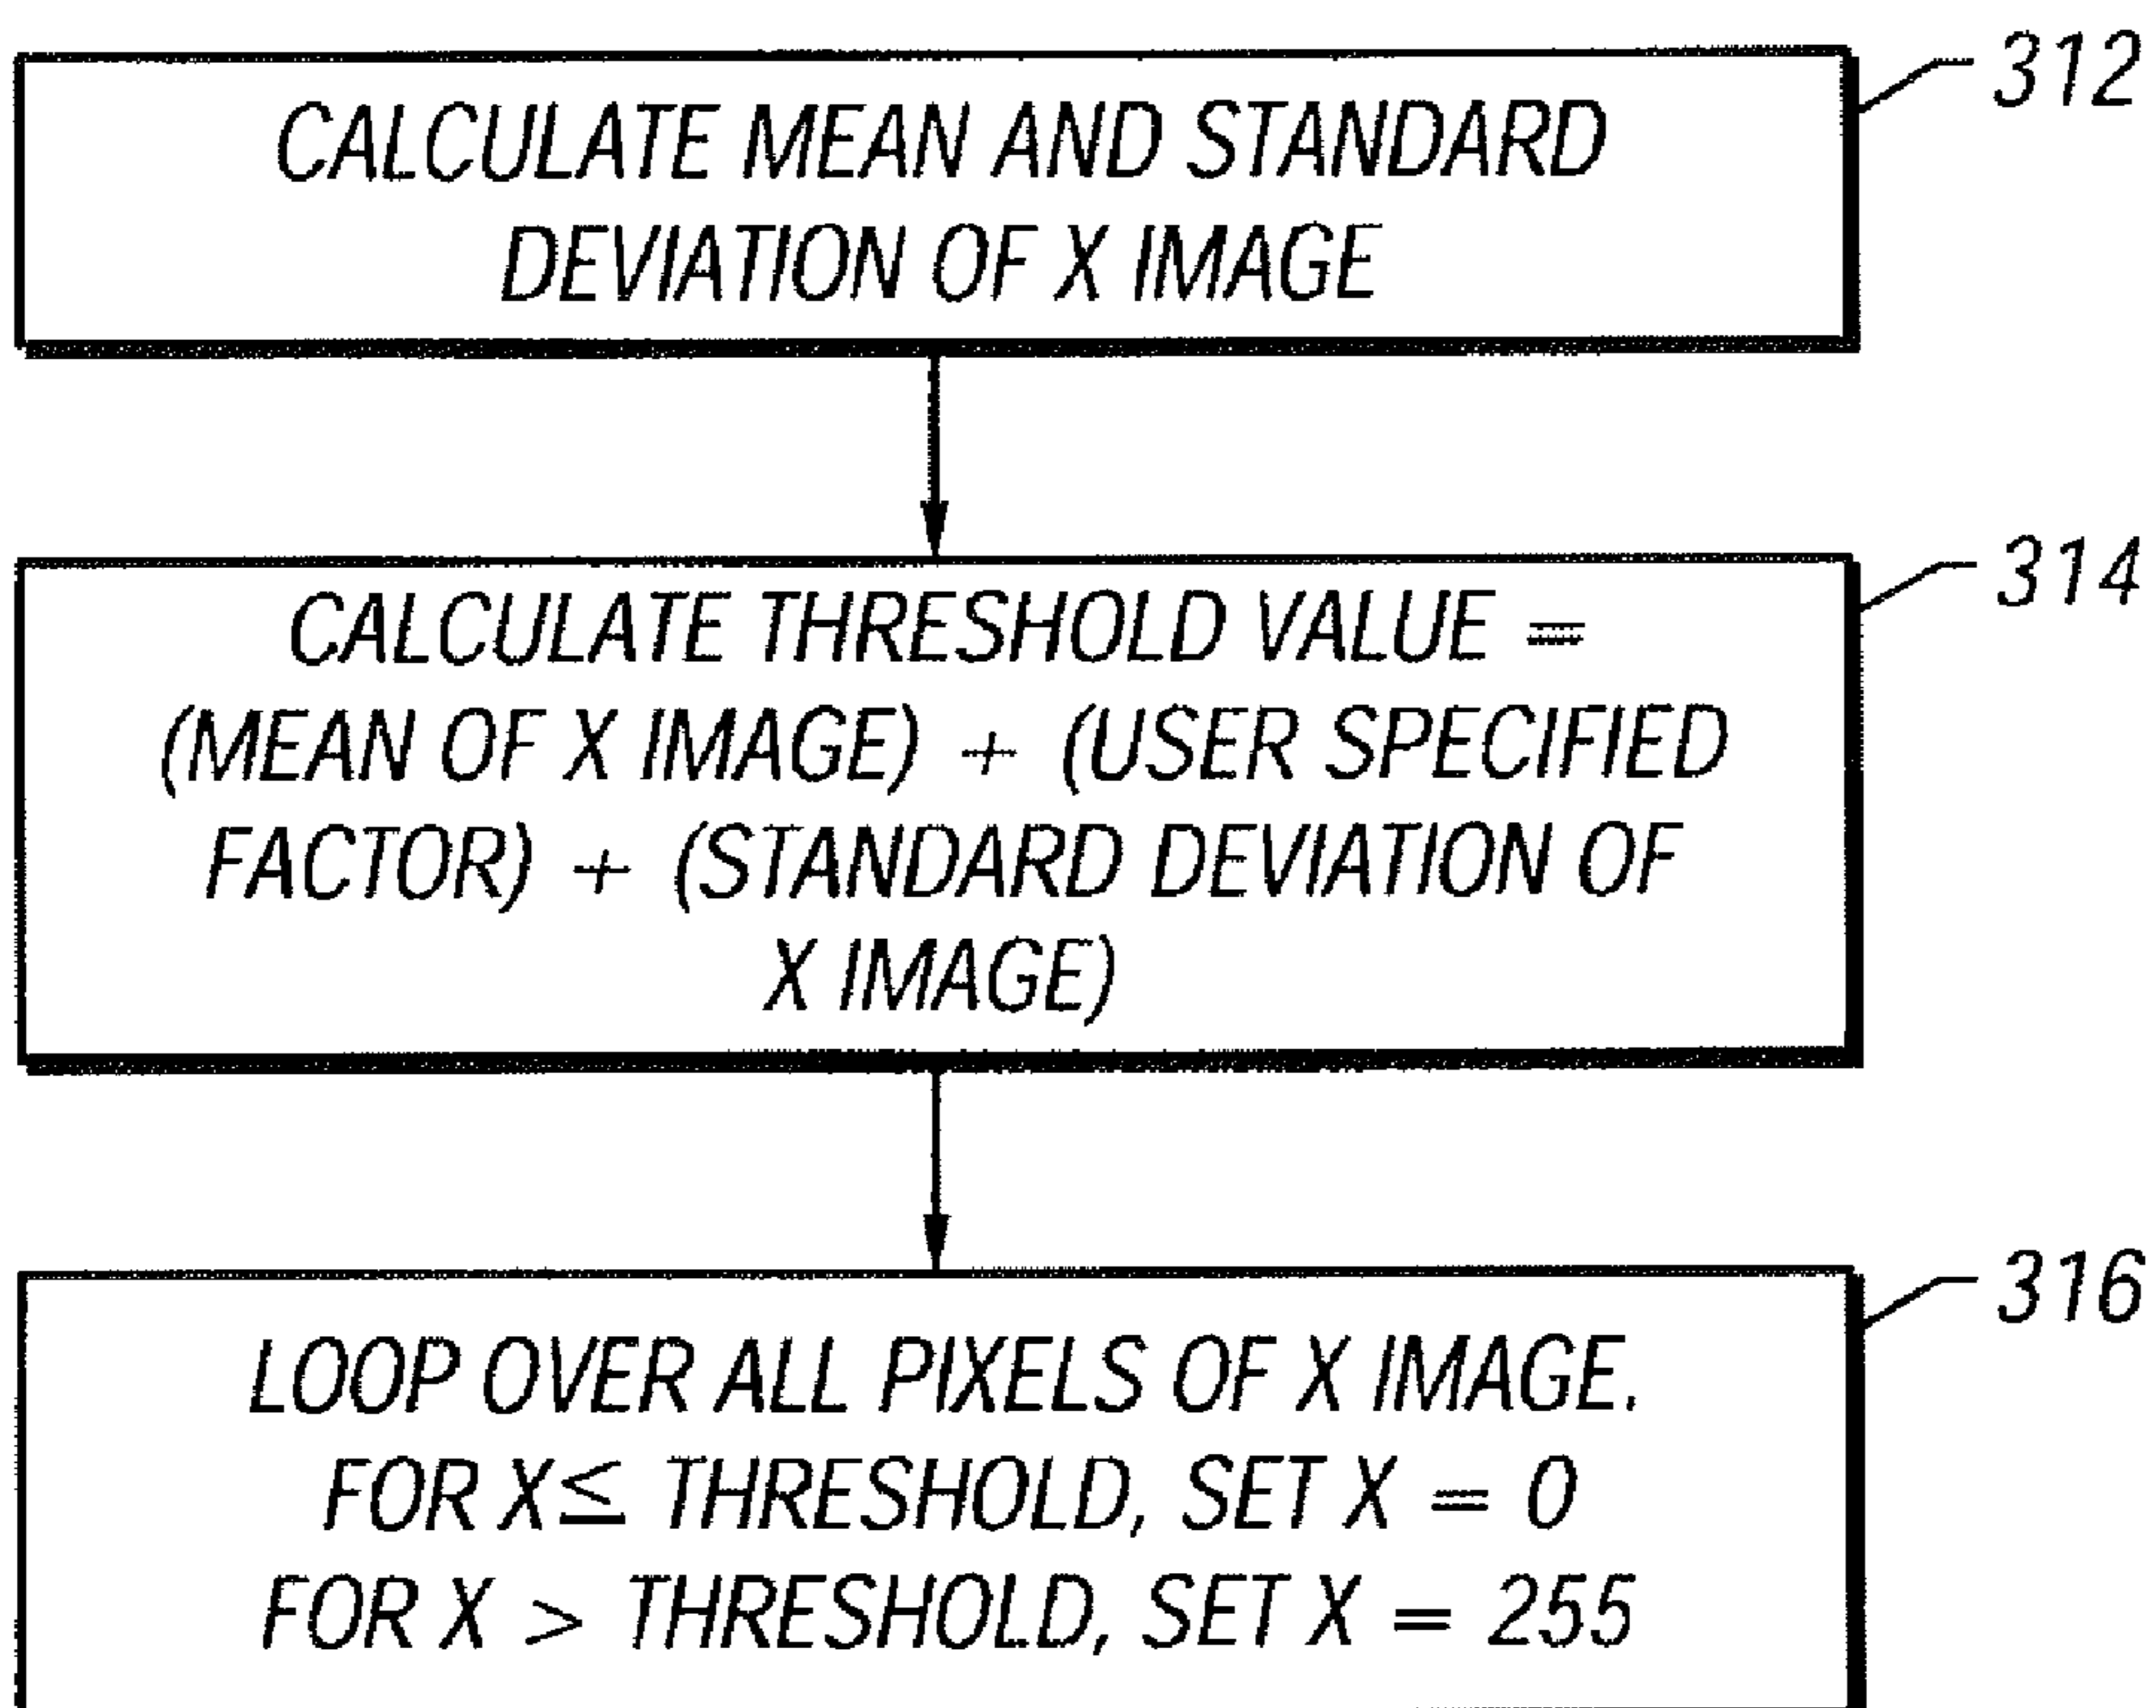 312
CALCULATE MEAN AND STANDARD
DEVIATION OF X IMAGE
314
CALCULATE THRESHOLD VALUE =
(MEAN OF X IMAGE) + (USER SPECIFIED
FACTOR) + (STANDARD DEVIATION OF
X IMAGE)
316
LOOP OVER ALL PIXELS OF X IMAGE.
FOR X≤ THRESHOLD, SET X = 0
FOR X > THRESHOLD, SET X = 255